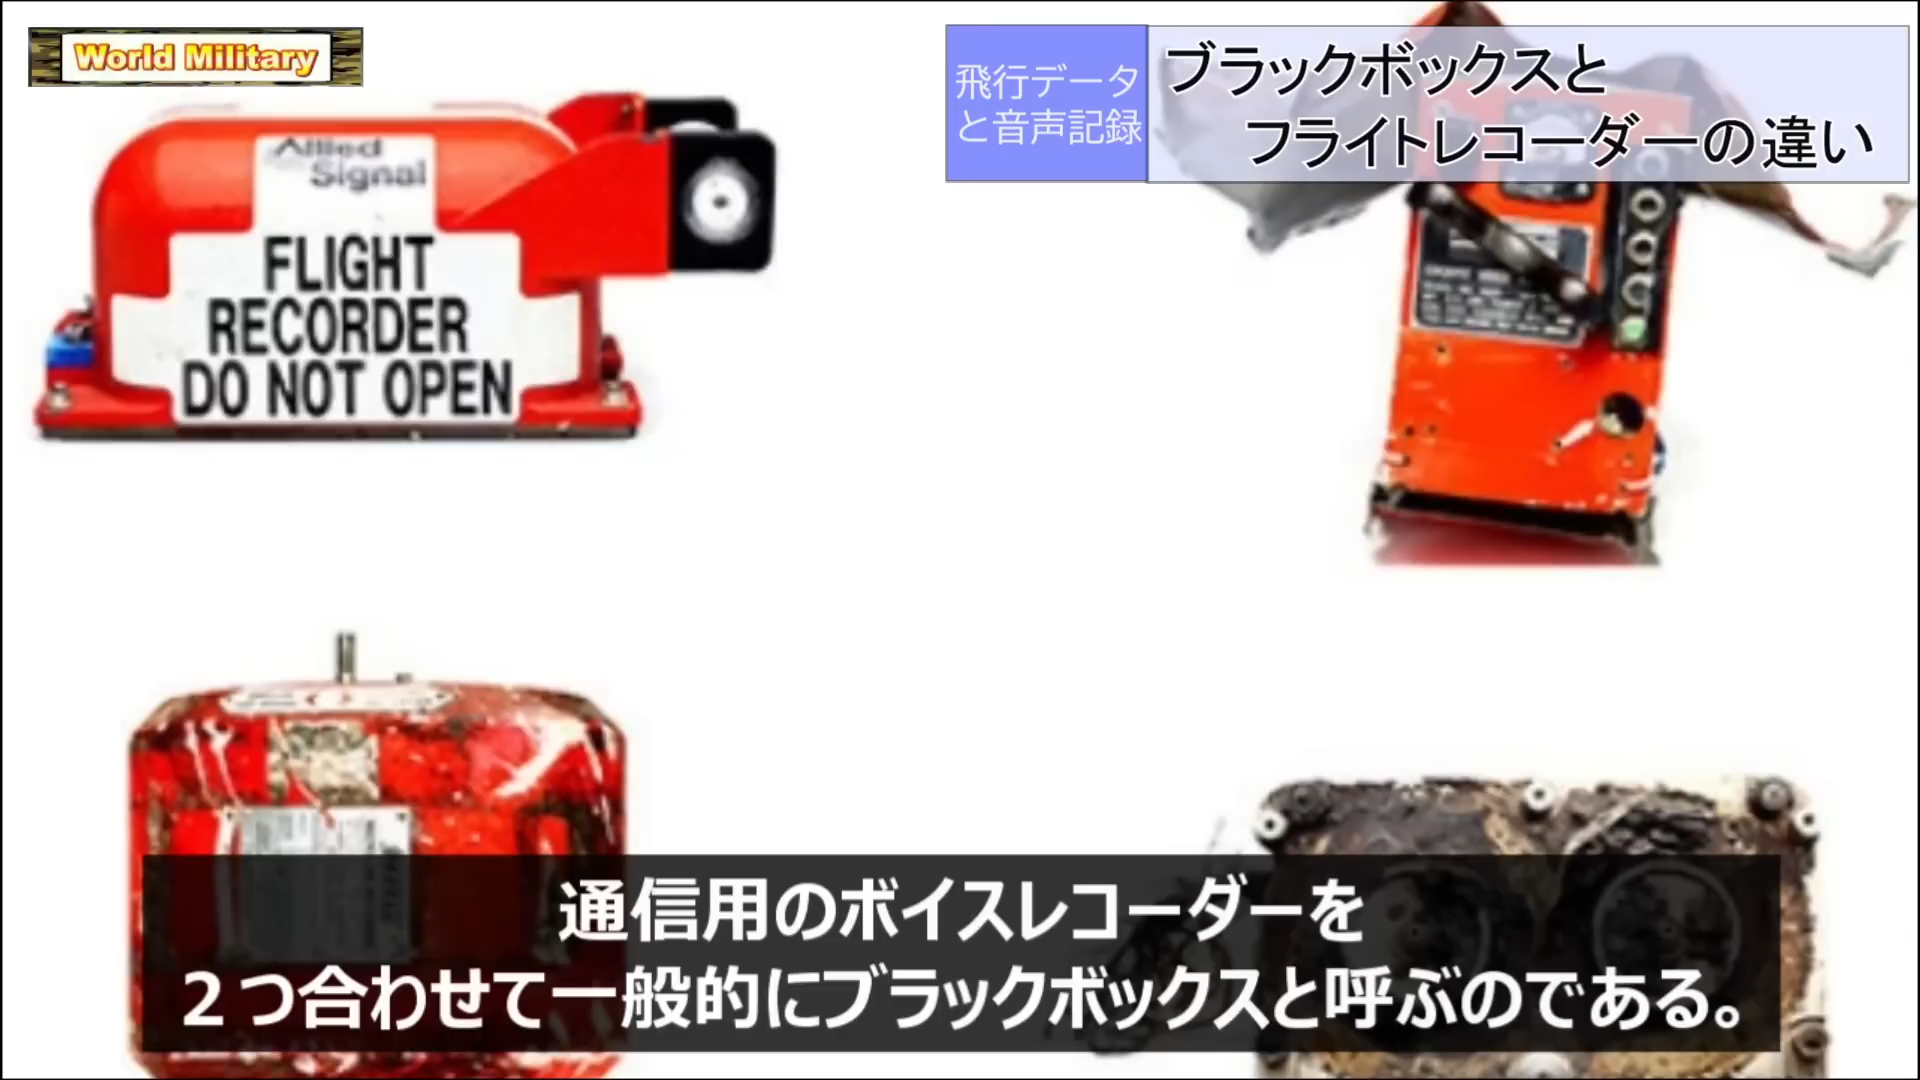 World Military
飛行データ
と音声記録
ブラックボックスと
フライトレコーダーの違い
Allied
Signal
FLIGHT
RECORDER
DO NOT OPEN
通信用のボイスレコーダーを
２つ合わせて一般的にブラックボックスと呼ぶのである。